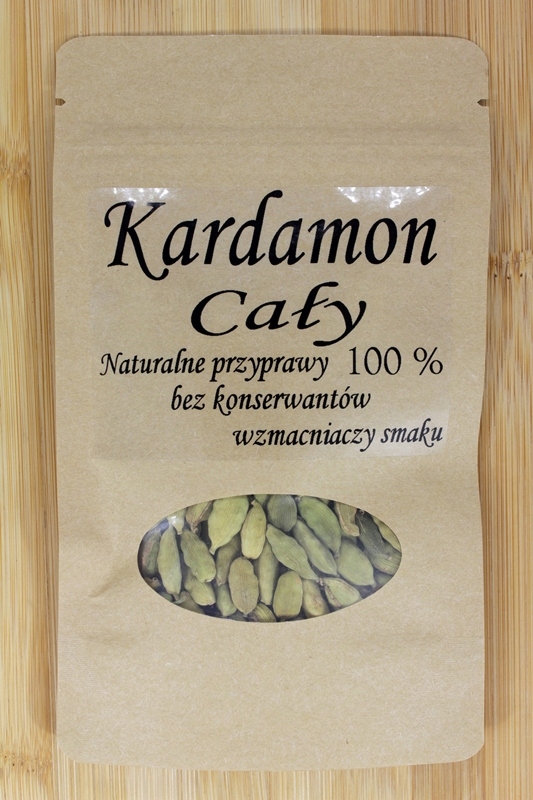 Kardamon
Cały
Naturalne przyprawy 100 %
bez konserwantów
wzmacniaczy smaku